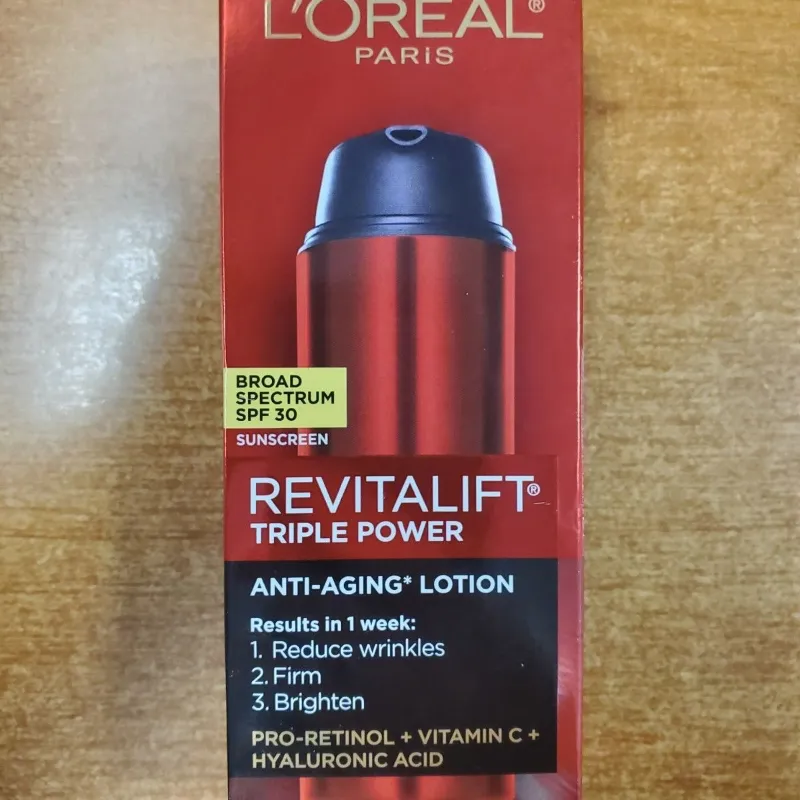 L'ORÉAL®
PARiS
BROAD
SPECTRUM
SPF 30
SUNSCREEN
REVITALIFT®
TRIPLE POWER
ANTI-AGING* LOTION
Results in 1 week:
1. Reduce wrinkles
2. Firm
3. Brighten
PRO-RETINOL + VITAMIN C +
HYALURONIC ACID